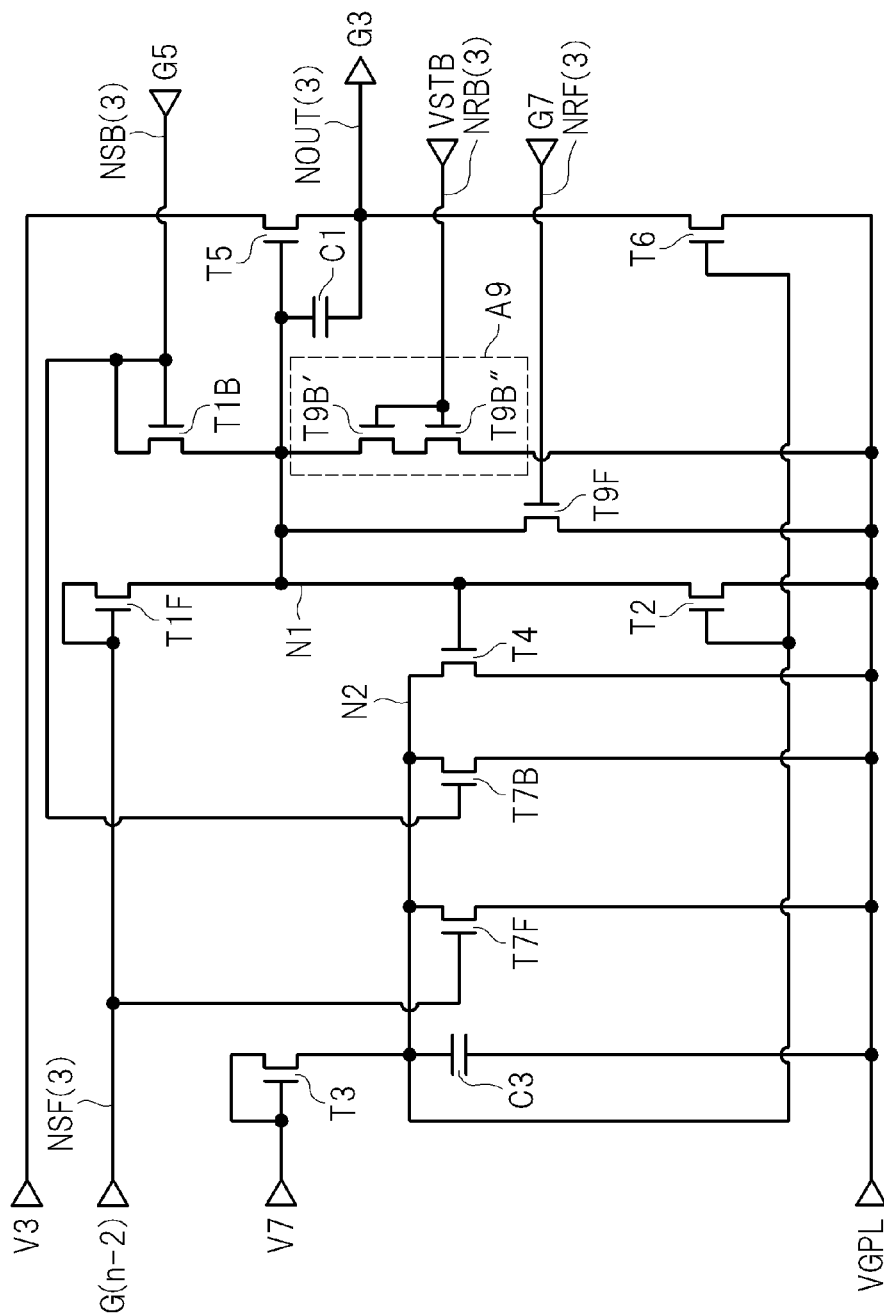 V3
G(n-2)
NSF(3)
V7
VGPL
T3
C3
T7F
T7B
N2
T4
T1F
N1
T2
T9F
T1B
T9B′
T9B″
A9
T5
C1
T6
NSB(3)
G5
NOUT(3)
G3
VSTB
NRB(3)
G7
NRF(3)